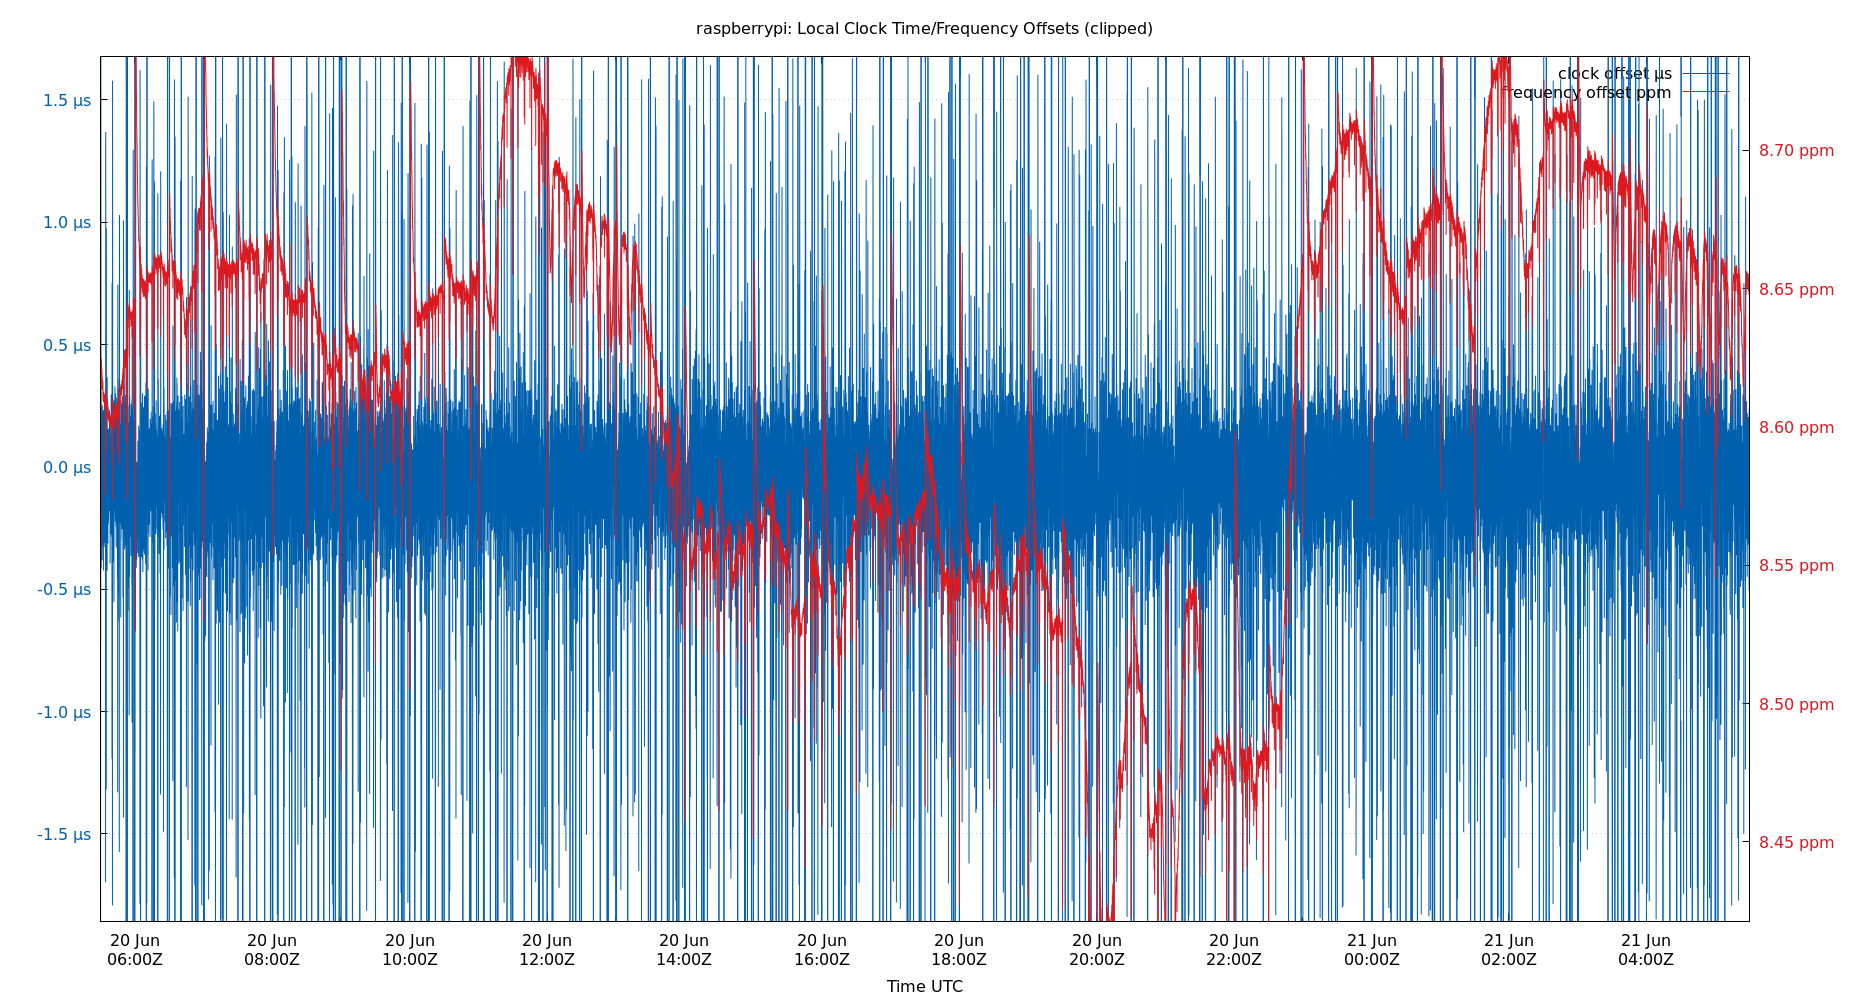 raspberrypi: Local Clock Time/Frequency Offsets (clipped)
clock offset µs
frequency offset ppm
1.5 µs
1.0 µs
0.5 µs
0.0 µs
-0.5 µs
-1.0 µs
-1.5 µs
8.70 ppm
8.65 ppm
8.60 ppm
8.55 ppm
8.50 ppm
8.45 ppm
20 Jun 20 Jun 20 Jun 20 Jun 20 Jun 20 Jun 20 Jun 20 Jun 20 Jun 21 Jun 21 Jun 21 Jun
06:00Z 08:00Z 10:00Z 12:00Z 14:00Z 16:00Z 18:00Z 20:00Z 22:00Z 00:00Z 02:00Z 04:00Z
Time UTC